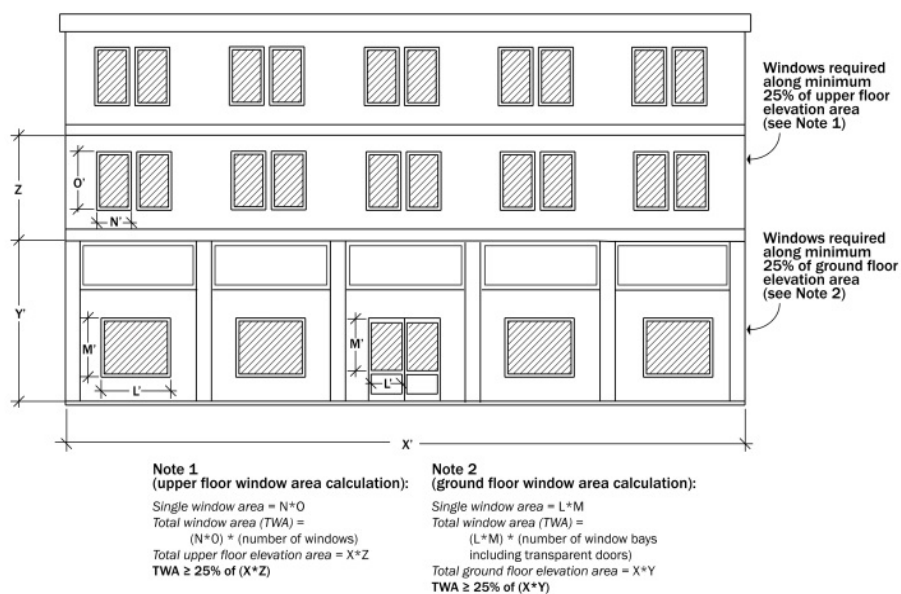 Windows required
along minimum
25% of upper floor
elevation area
(see Note 1)
Z
O'
N'
Windows required
along minimum
25% of ground floor
elevation area
(see Note 2)
Y'
M'
L'
M'
L'
X'
Note 1
(upper floor window area calculation):
Single window area = N*O
Total window area (TWA) =
(N*O) * (number of windows)
Total upper floor elevation area = X*Z
TWA ≥ 25% of (X*Z)
Note 2
(ground floor window area calculation):
Single window area = L*M
Total window area (TWA) =
(L*M) * (number of window bays
including transparent doors)
Total ground floor elevation area = X*Y
TWA ≥ 25% of (X*Y)